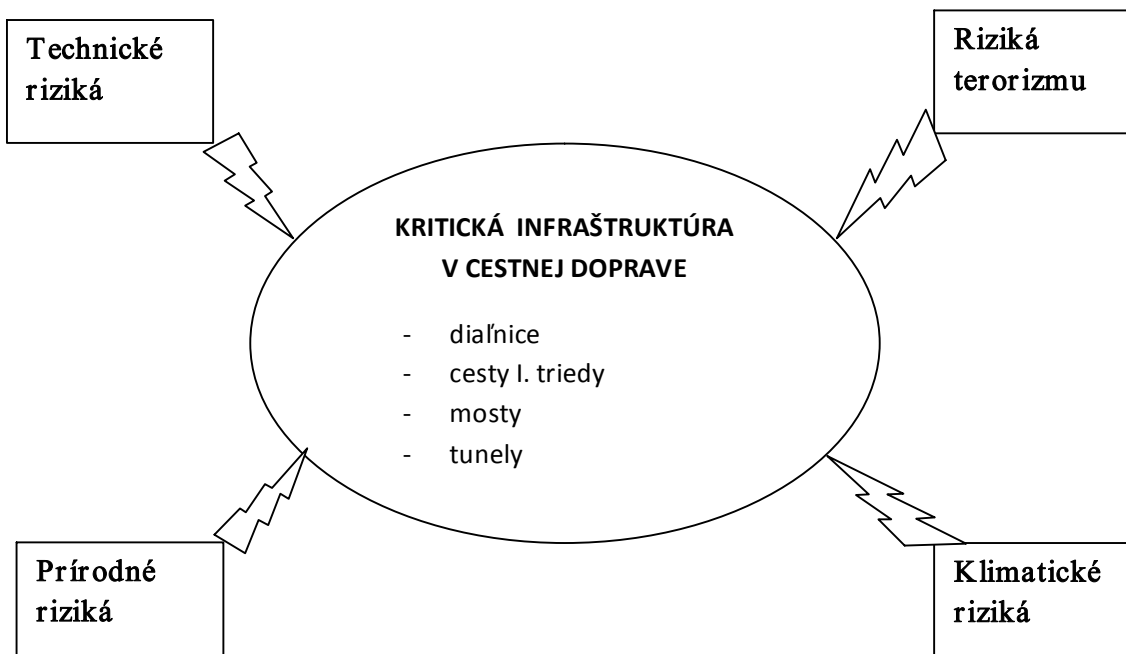 Technické
riziká
Riziká
terorizmu
KRITICKÁ INFRAŠTRUKTÚRA
V CESTNEJ DOPRAVE
- diaľnice
- cesty I. triedy
- mosty
- tunely
Prírodné
riziká
Klimatické
riziká